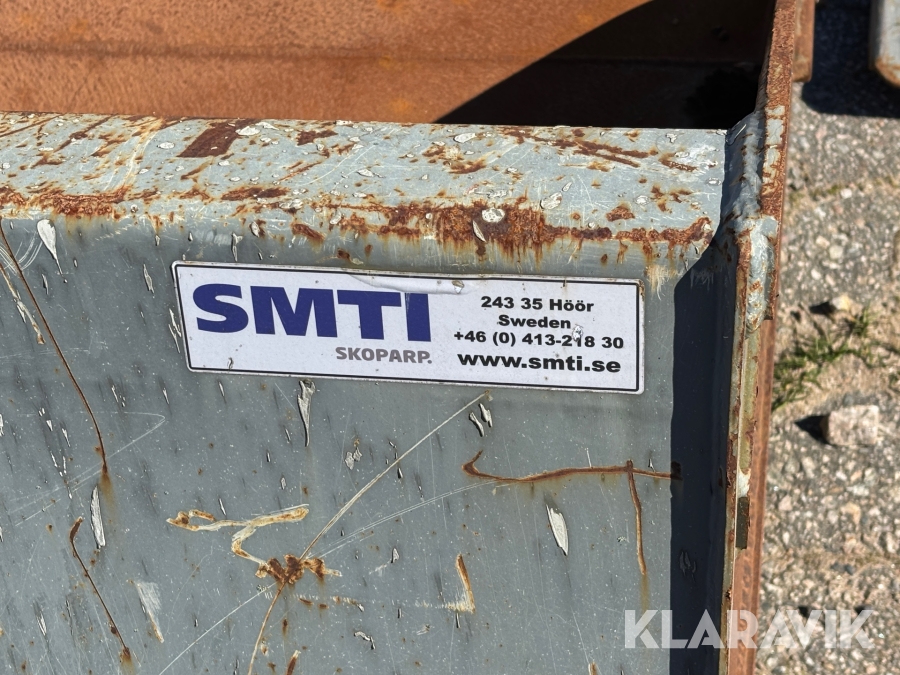 SMTI
SKOPARP.
243 35 Höör
Sweden
+46 (0) 413-218 30
www.smti.se
KLARAVIK